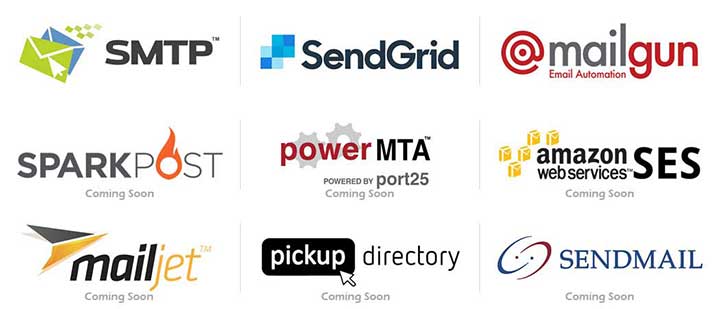 SMTP™
SendGrid
@mailgun
Email Automation
SPARKPOST
Coming Soon
power MTA™
POWERED BY port25
Coming Soon
amazon
web services™ SES
Coming Soon
mailjet™
Coming Soon
pickup directory
Coming Soon
SENDMAIL
Coming Soon